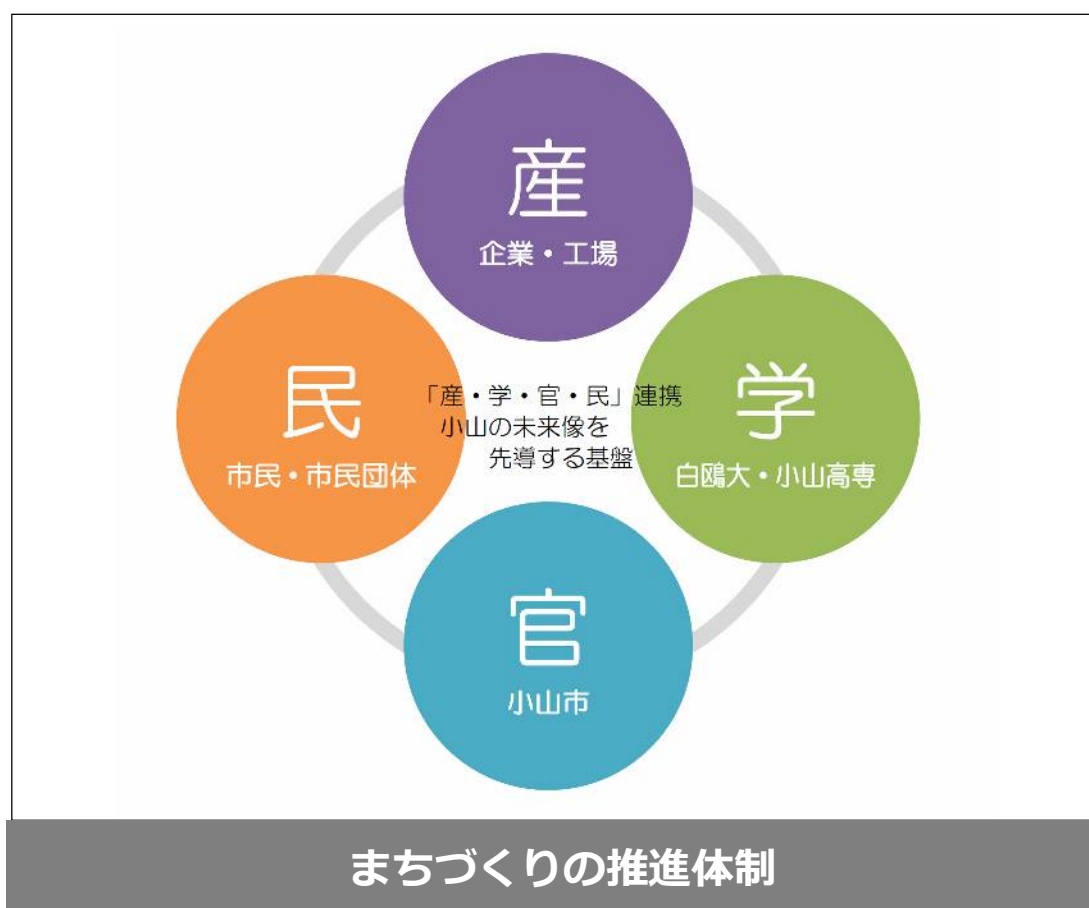 産
企業・工場
民
市民・市民団体
「産・学・官・民」連携
小山の未来像を
先導する基盤
学
白鴎大・小山高専
官
小山市
まちづくりの推進体制